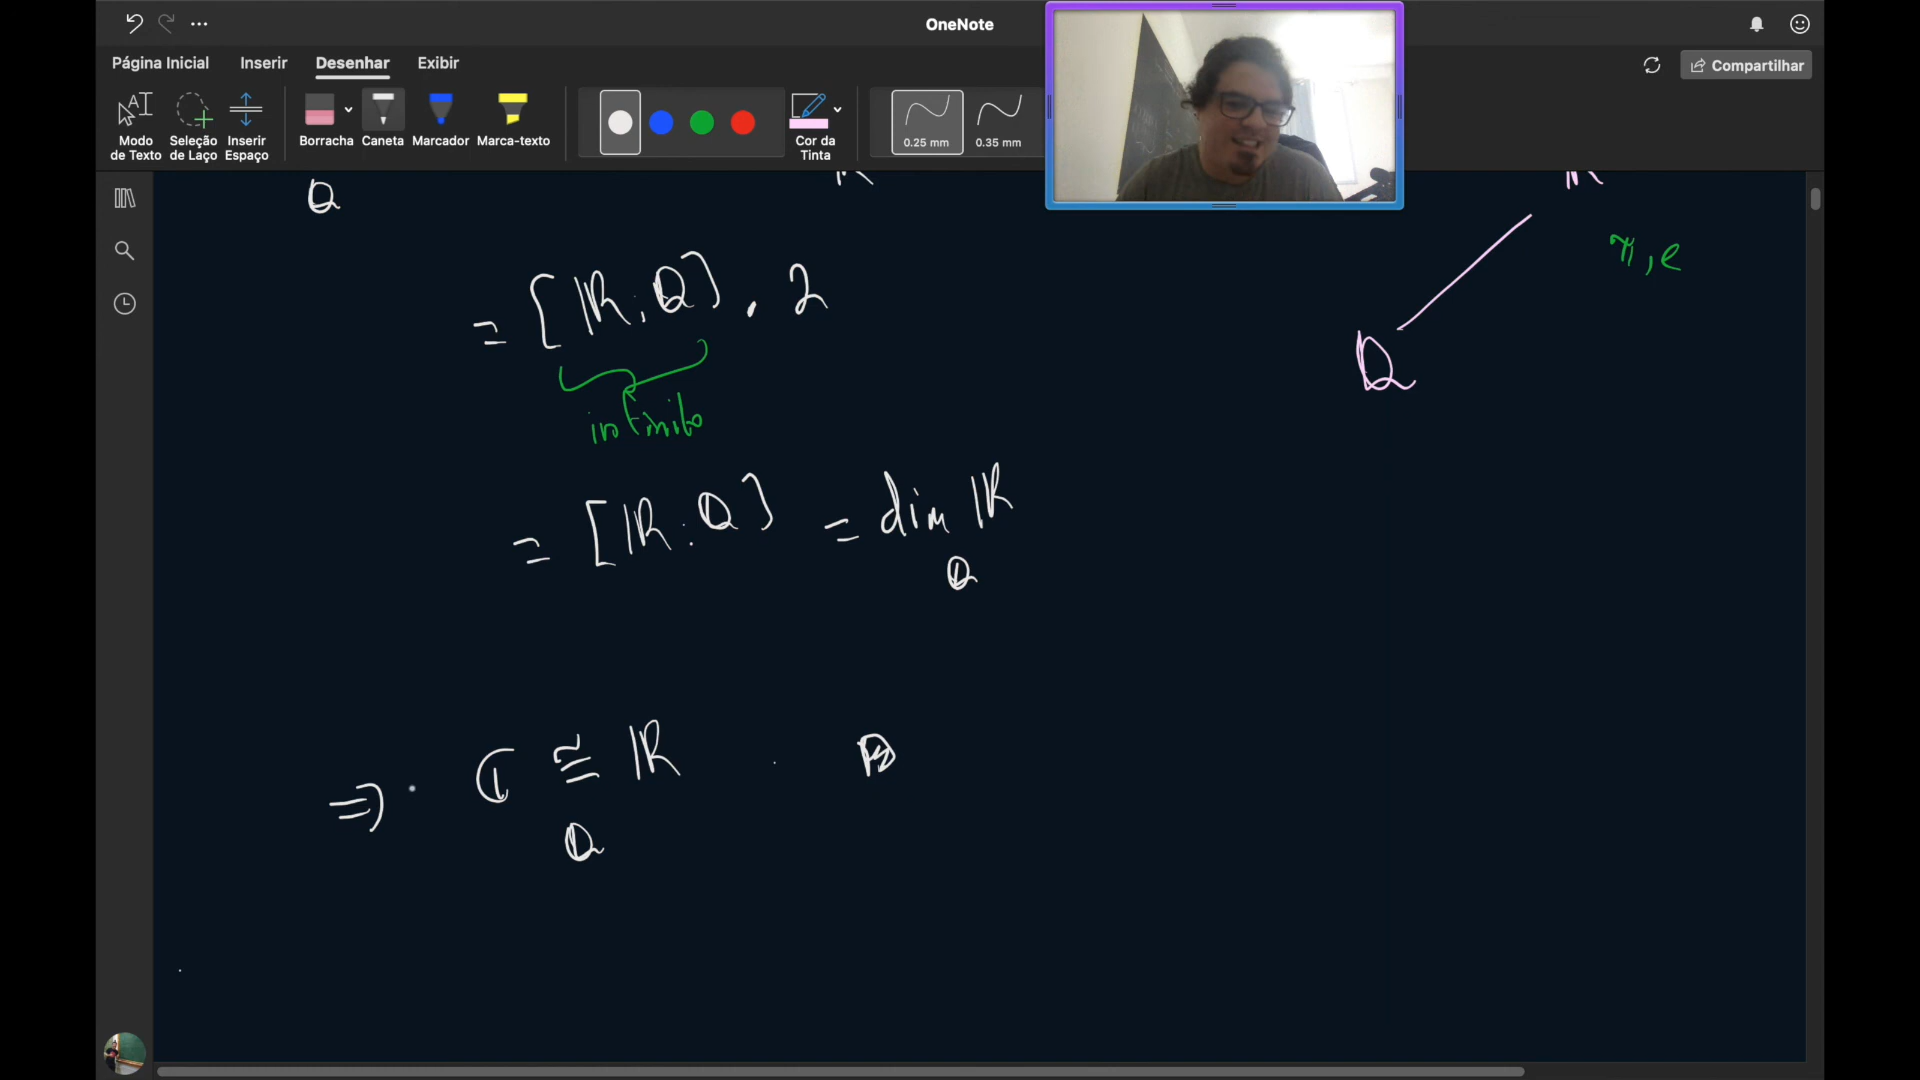 OneNote
Página Inicial Inserir Desenhar Exibir
Compartilhar
Modo de Texto
Seleção de Laço
Inserir Espaço
Borracha
Caneta
Marcador
Marca-texto
Cor da Tinta
0.25 mm
0.35 mm
ℚ
π, e
= [ℝ : ℚ] . 2
ℚ
infinito
= [ℝ : ℚ] = dim ℝ
ℚ
⇒ ℂ ≅ ℝ
ℚ